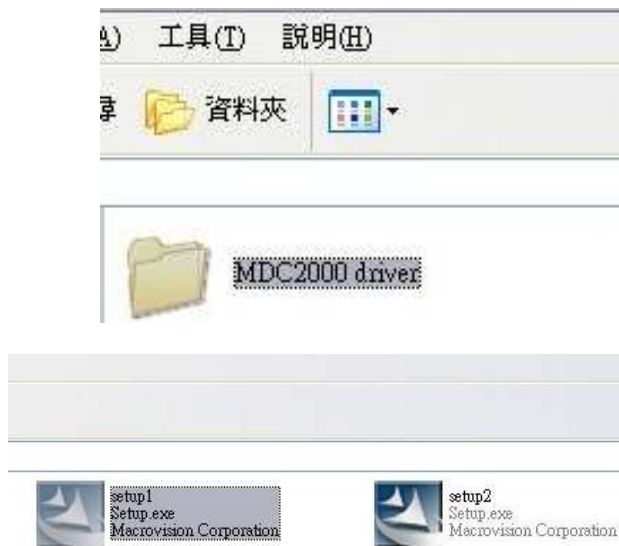 A) 工具(T) 說明(H)
尋 資料夾
MDC2000 driver
setup1
Setup.exe
Macrovision Corporation
setup2
Setup.exe
Macrovision Corporation